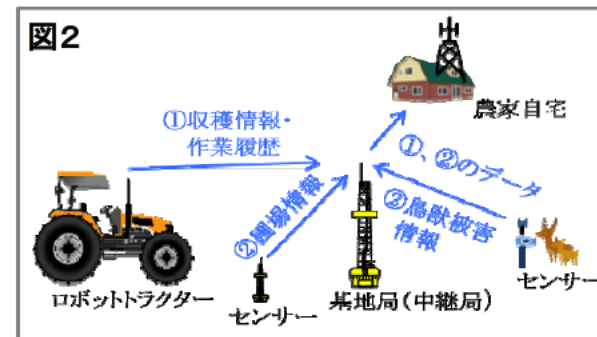 図2
農家自宅
①収穫情報・
作業履歴
①、②のデータ
②圃場情報
②鳥獣被害
情報
ロボットトラクター
センサー
基地局(中継局)
センサー